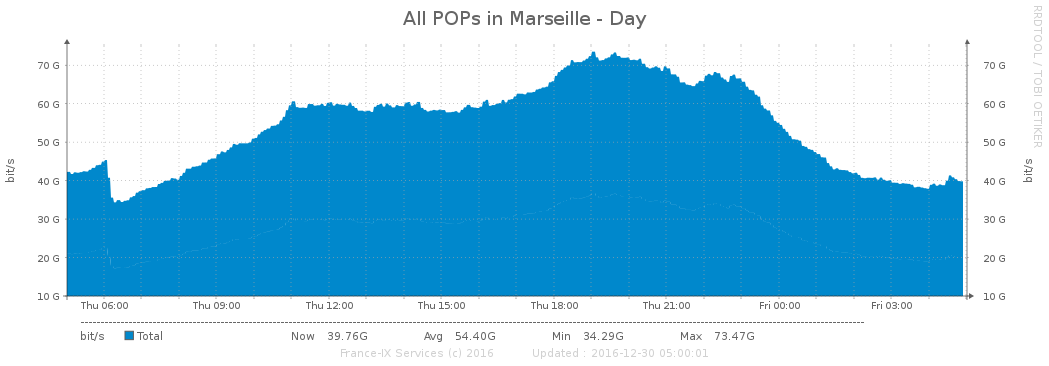 All POPs in Marseille - Day
RRDTOOL / TOBI OETIKER
bit/s
bit/s
70 G 70 G
60 G 60 G
50 G 50 G
40 G 40 G
30 G 30 G
20 G 20 G
10 G 10 G
Thu 06:00 Thu 09:00 Thu 12:00 Thu 15:00 Thu 18:00 Thu 21:00 Fri 00:00 Fri 03:00
bit/s Total Now 39.76G Avg 54.40G Min 34.29G Max 73.47G
France-IX Services (c) 2016 Updated : 2016-12-30 05:00:01